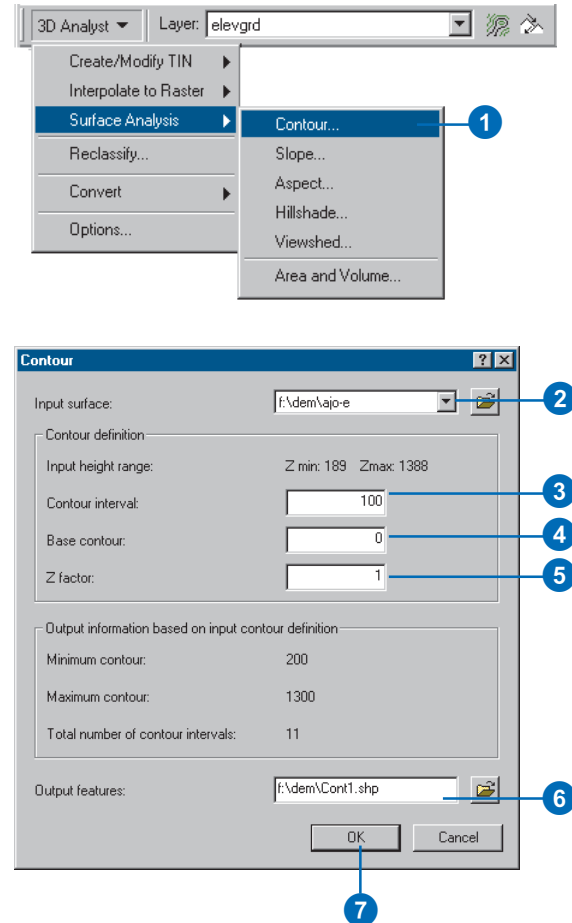 3D Analyst Layer: elevgrd
Create/Modify TIN
Interpolate to Raster
Surface Analysis
Reclassify...
Convert
Options...
Contour...
Slope...
Aspect...
Hillshade...
Viewshed...
Area and Volume...
1
Contour
Input surface: f:\dem\ajo-e 2
Contour definition
Input height range: Z min: 189 Zmax: 1388
Contour interval: 100 3
Base contour: 0 4
Z factor: 1 5
Output information based on input contour definition
Minimum contour: 200
Maximum contour: 1300
Total number of contour intervals: 11
Output features: f:\dem\Cont1.shp 6
OK Cancel
7